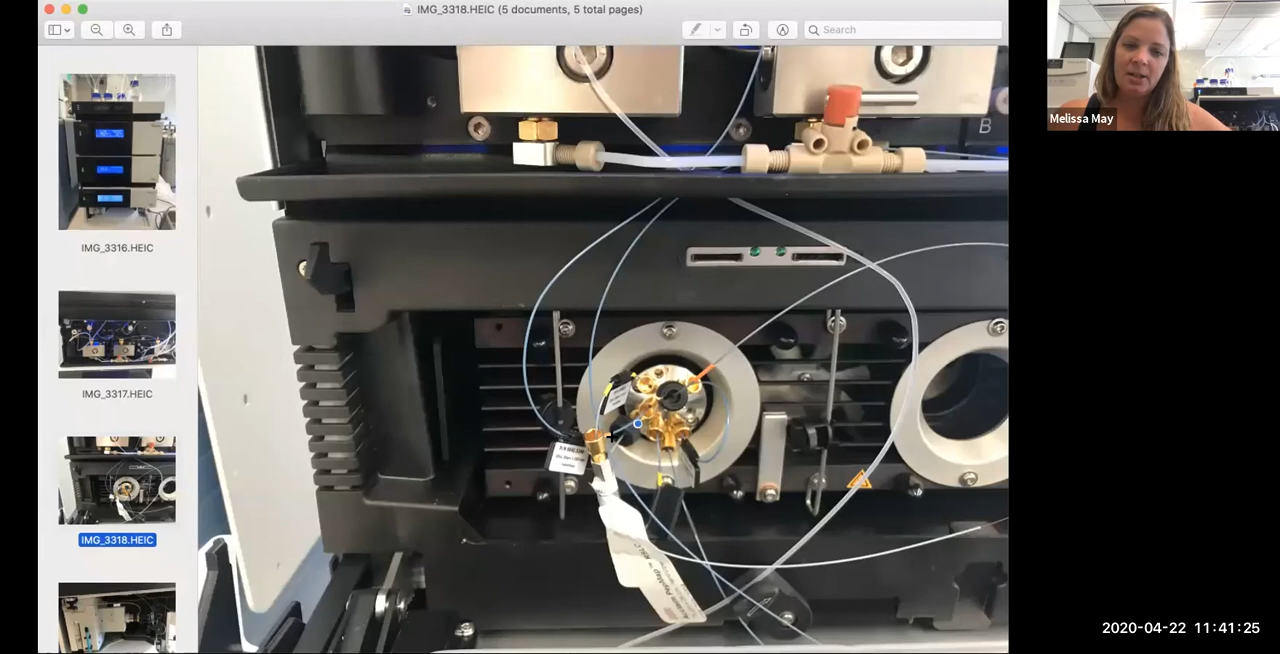 IMG_3318.HEIC (5 documents, 5 total pages)
Search
IMG_3316.HEIC
IMG_3317.HEIC
IMG_3318.HEIC
B
Melissa May
2020-04-22 11:41:25